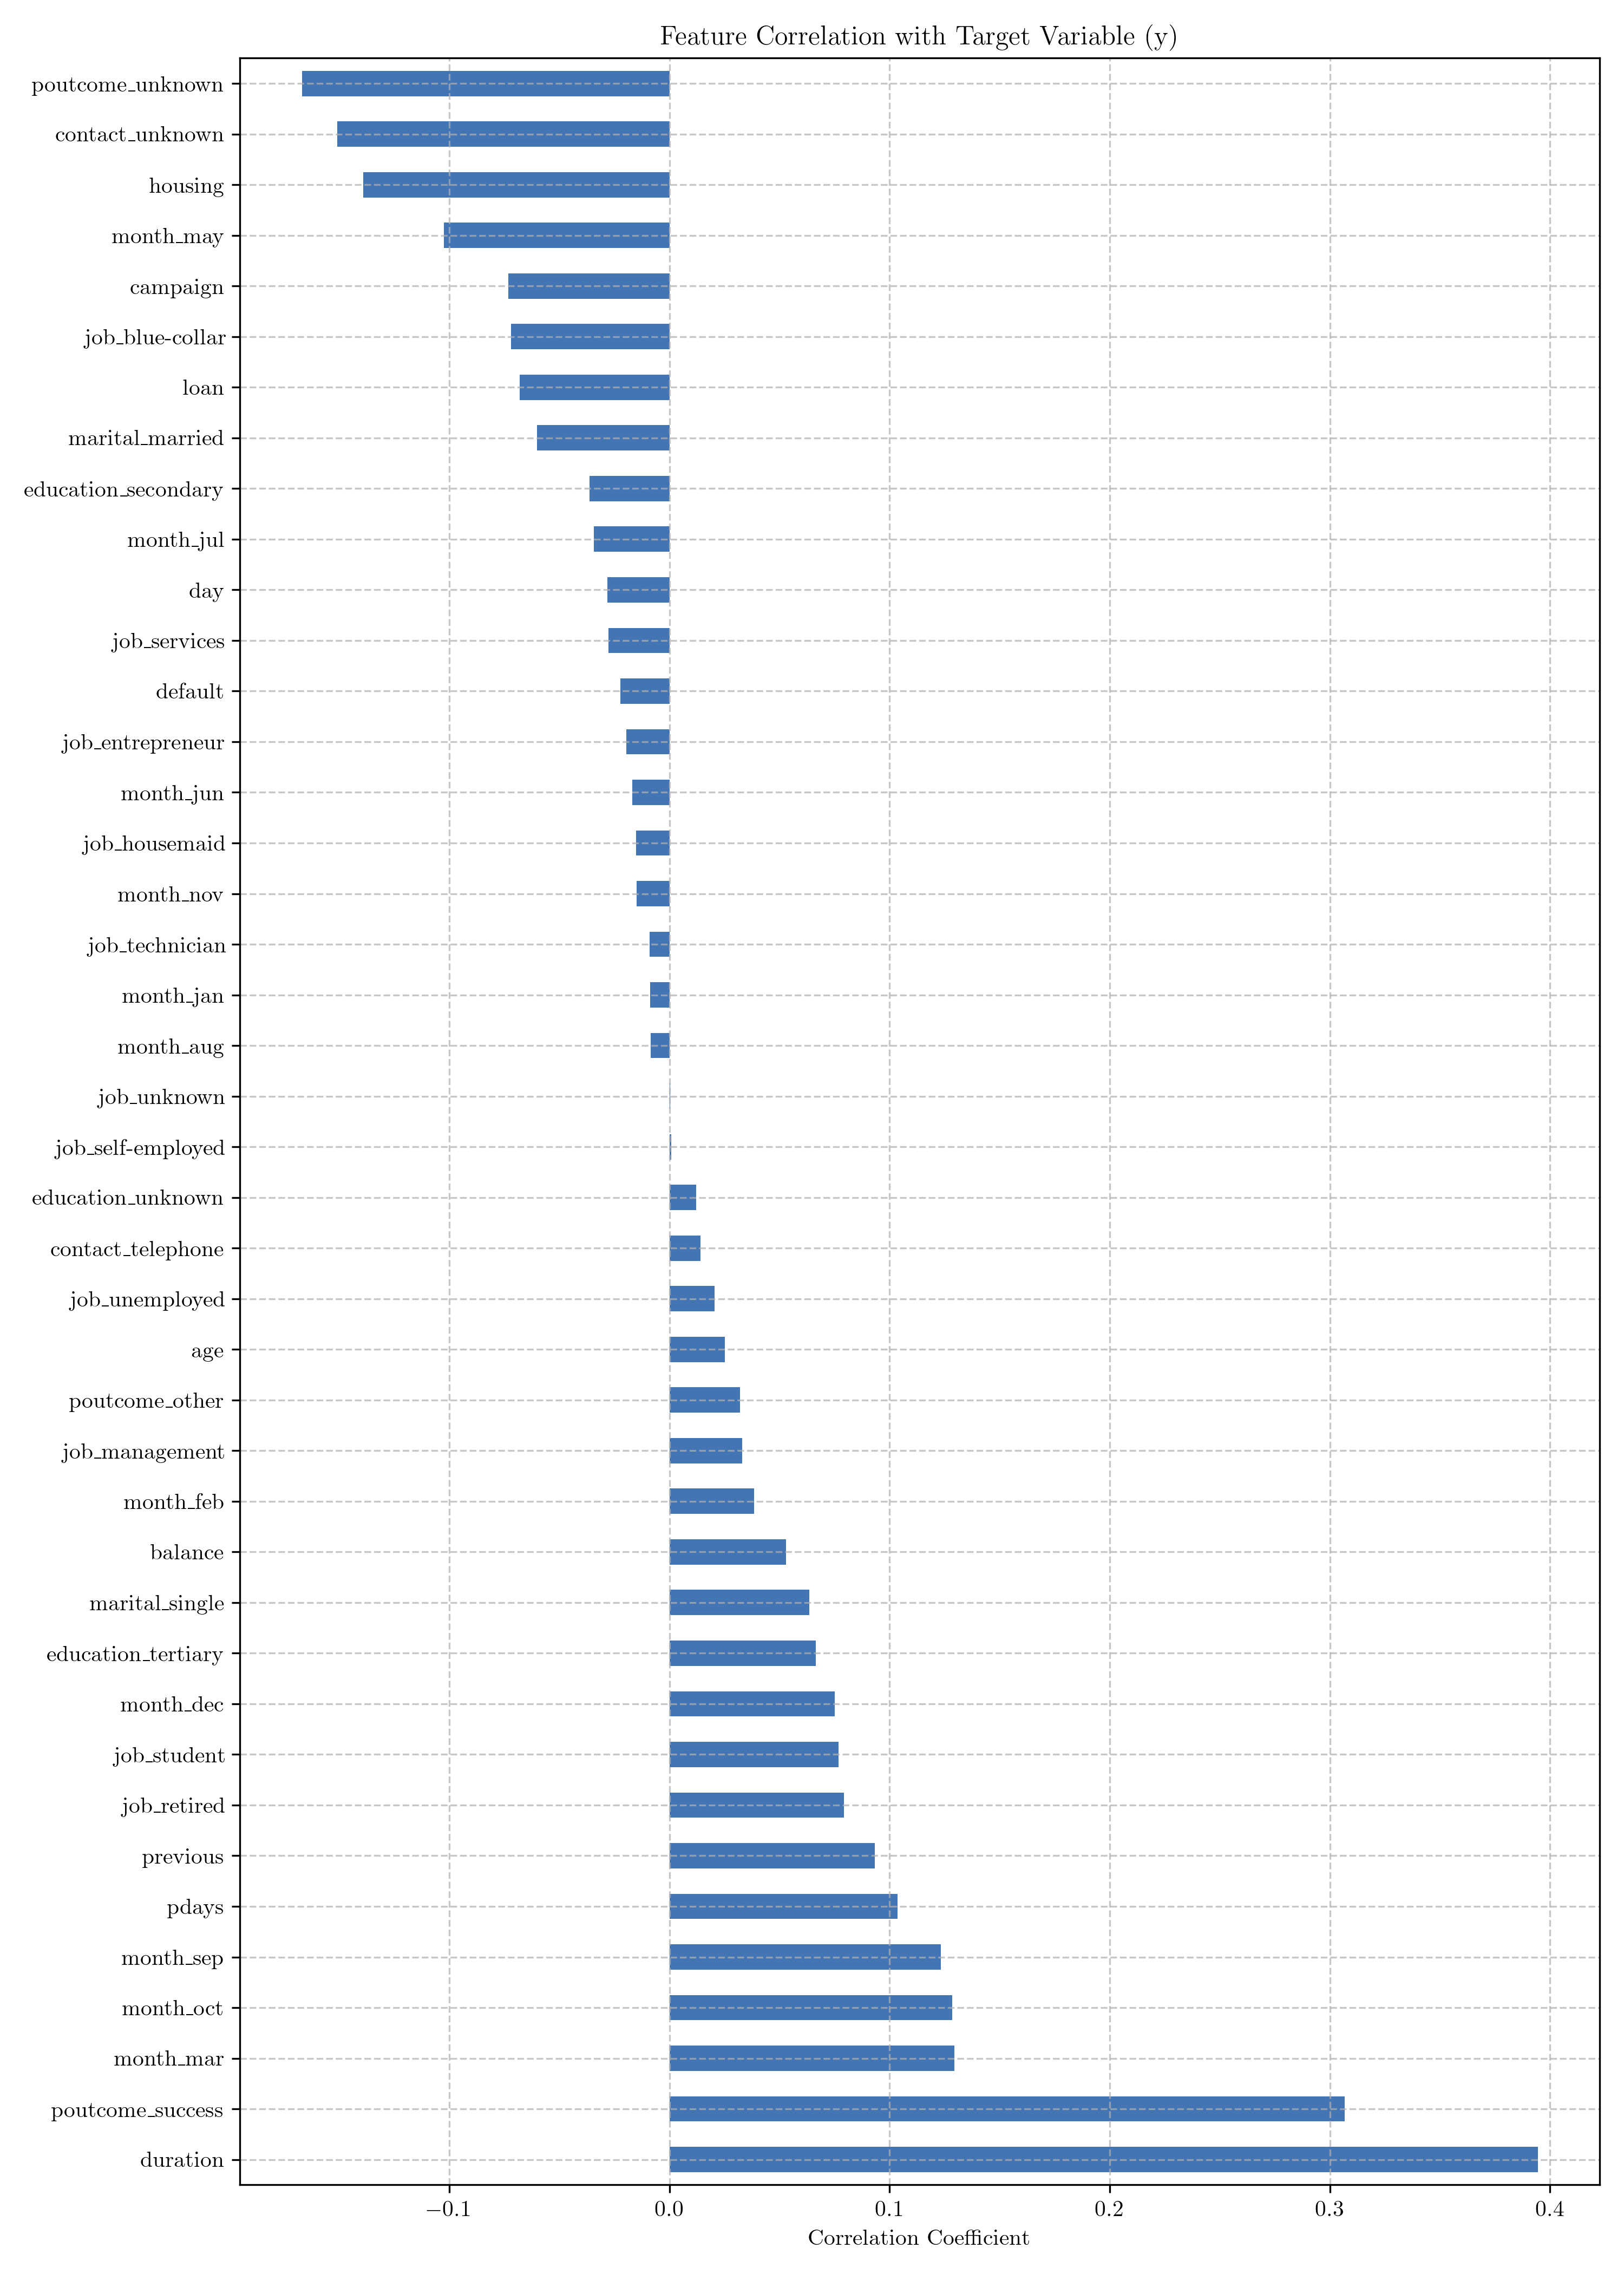 Feature Correlation with Target Variable (y)
poutcome_unknown
contact_unknown
housing
month_may
campaign
job_blue-collar
loan
marital_married
education_secondary
month_jul
day
job_services
default
job_entrepreneur
month_jun
job_housemaid
month_nov
job_technician
month_jan
month_aug
job_unknown
job_self-employed
education_unknown
contact_telephone
job_unemployed
age
poutcome_other
job_management
month_feb
balance
marital_single
education_tertiary
month_dec
job_student
job_retired
previous
pdays
month_sep
month_oct
month_mar
poutcome_success
duration
−0.1 0.0 0.1 0.2 0.3 0.4
Correlation Coefficient